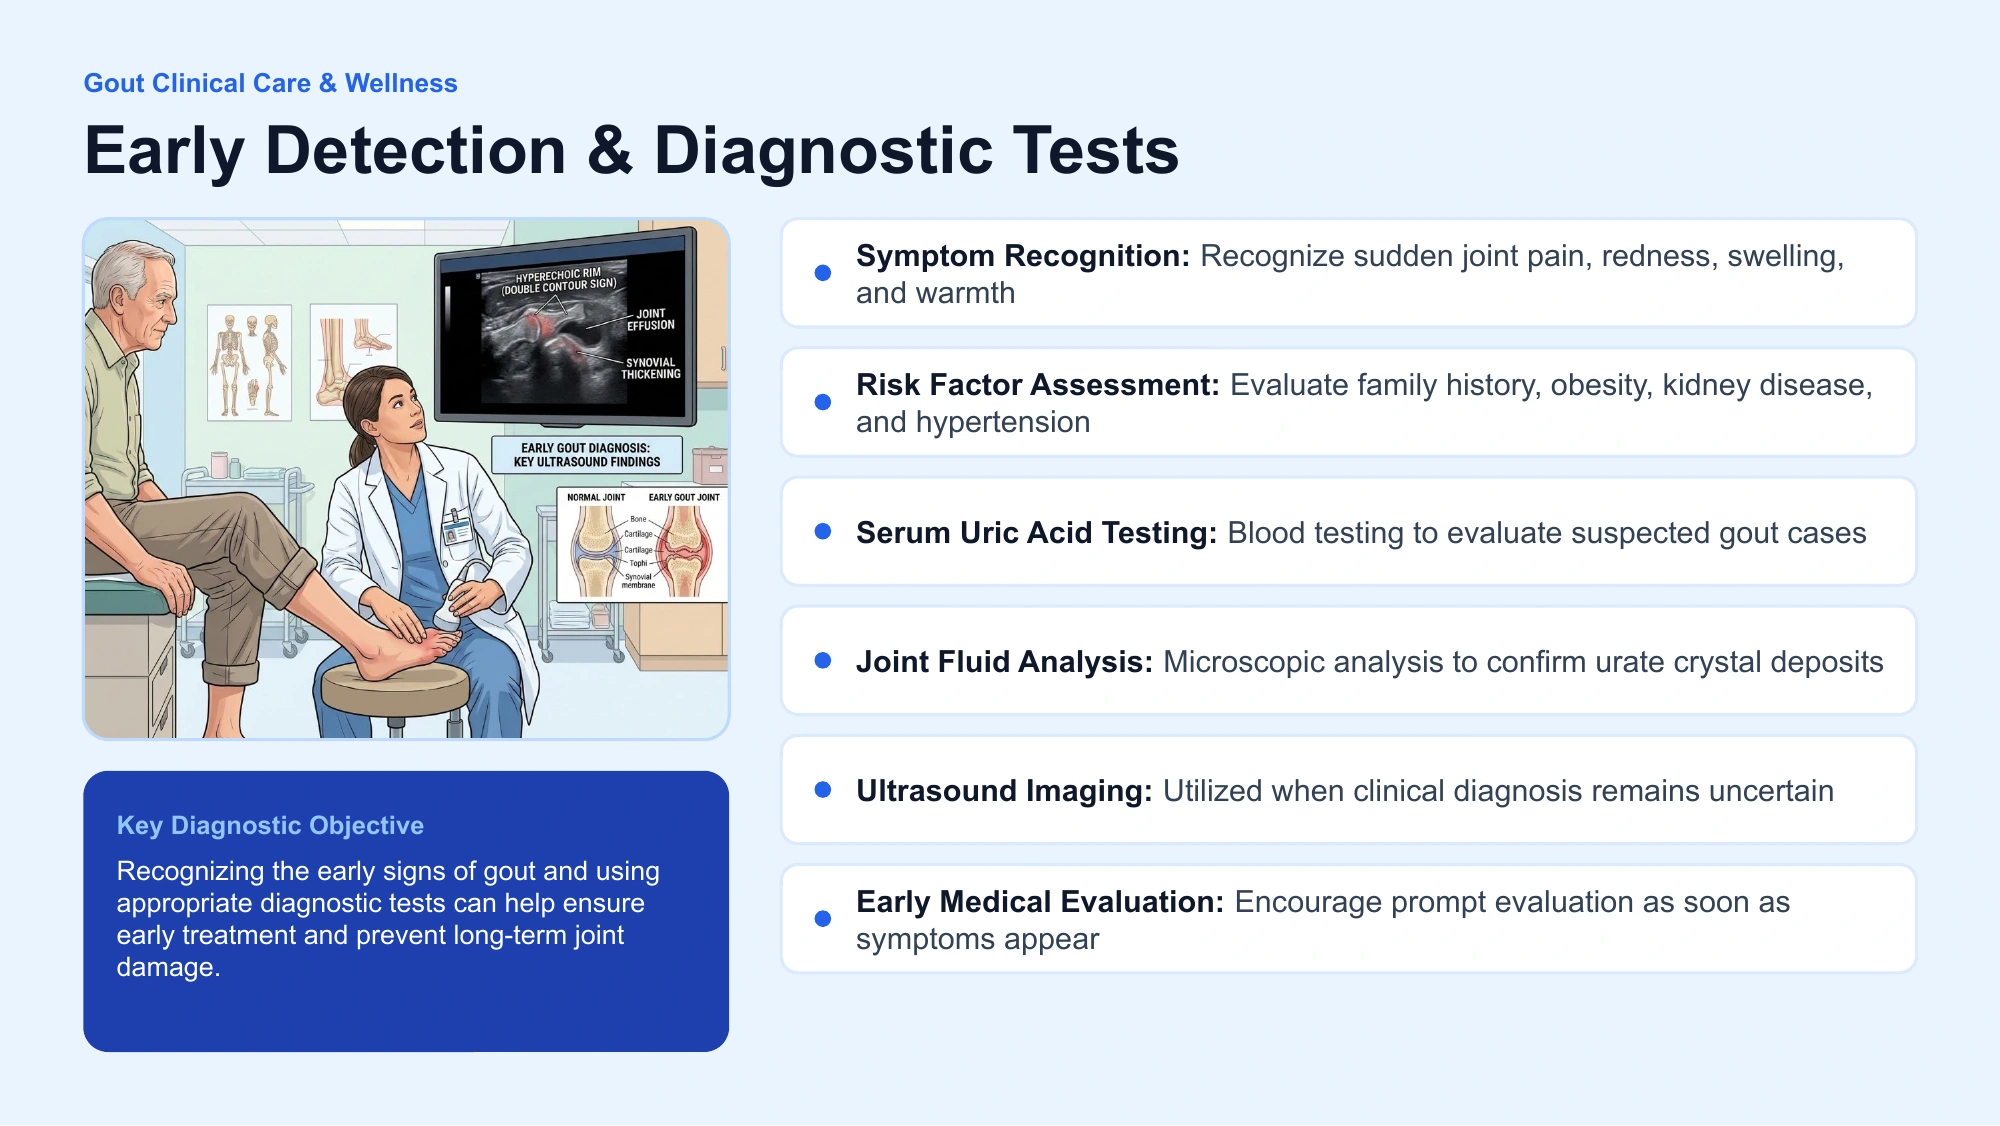 Gout Clinical Care & Wellness
Early Detection & Diagnostic Tests
HYPERECHOIC RIM
(DOUBLE CONTOUR SIGN)
JOINT
EFFUSION
SYNOVIAL
THICKENING
EARLY GOUT DIAGNOSIS:
KEY ULTRASOUND FINDINGS
NORMAL JOINT
EARLY GOUT JOINT
Bone
Cartilage
Cartilage
Tophi
Synovial
membrane
Key Diagnostic Objective
Recognizing the early signs of gout and using
appropriate diagnostic tests can help ensure
early treatment and prevent long-term joint
damage.
Symptom Recognition: Recognize sudden joint pain, redness, swelling,
and warmth
Risk Factor Assessment: Evaluate family history, obesity, kidney disease,
and hypertension
Serum Uric Acid Testing: Blood testing to evaluate suspected gout cases
Joint Fluid Analysis: Microscopic analysis to confirm urate crystal deposits
Ultrasound Imaging: Utilized when clinical diagnosis remains uncertain
Early Medical Evaluation: Encourage prompt evaluation as soon as
symptoms appear